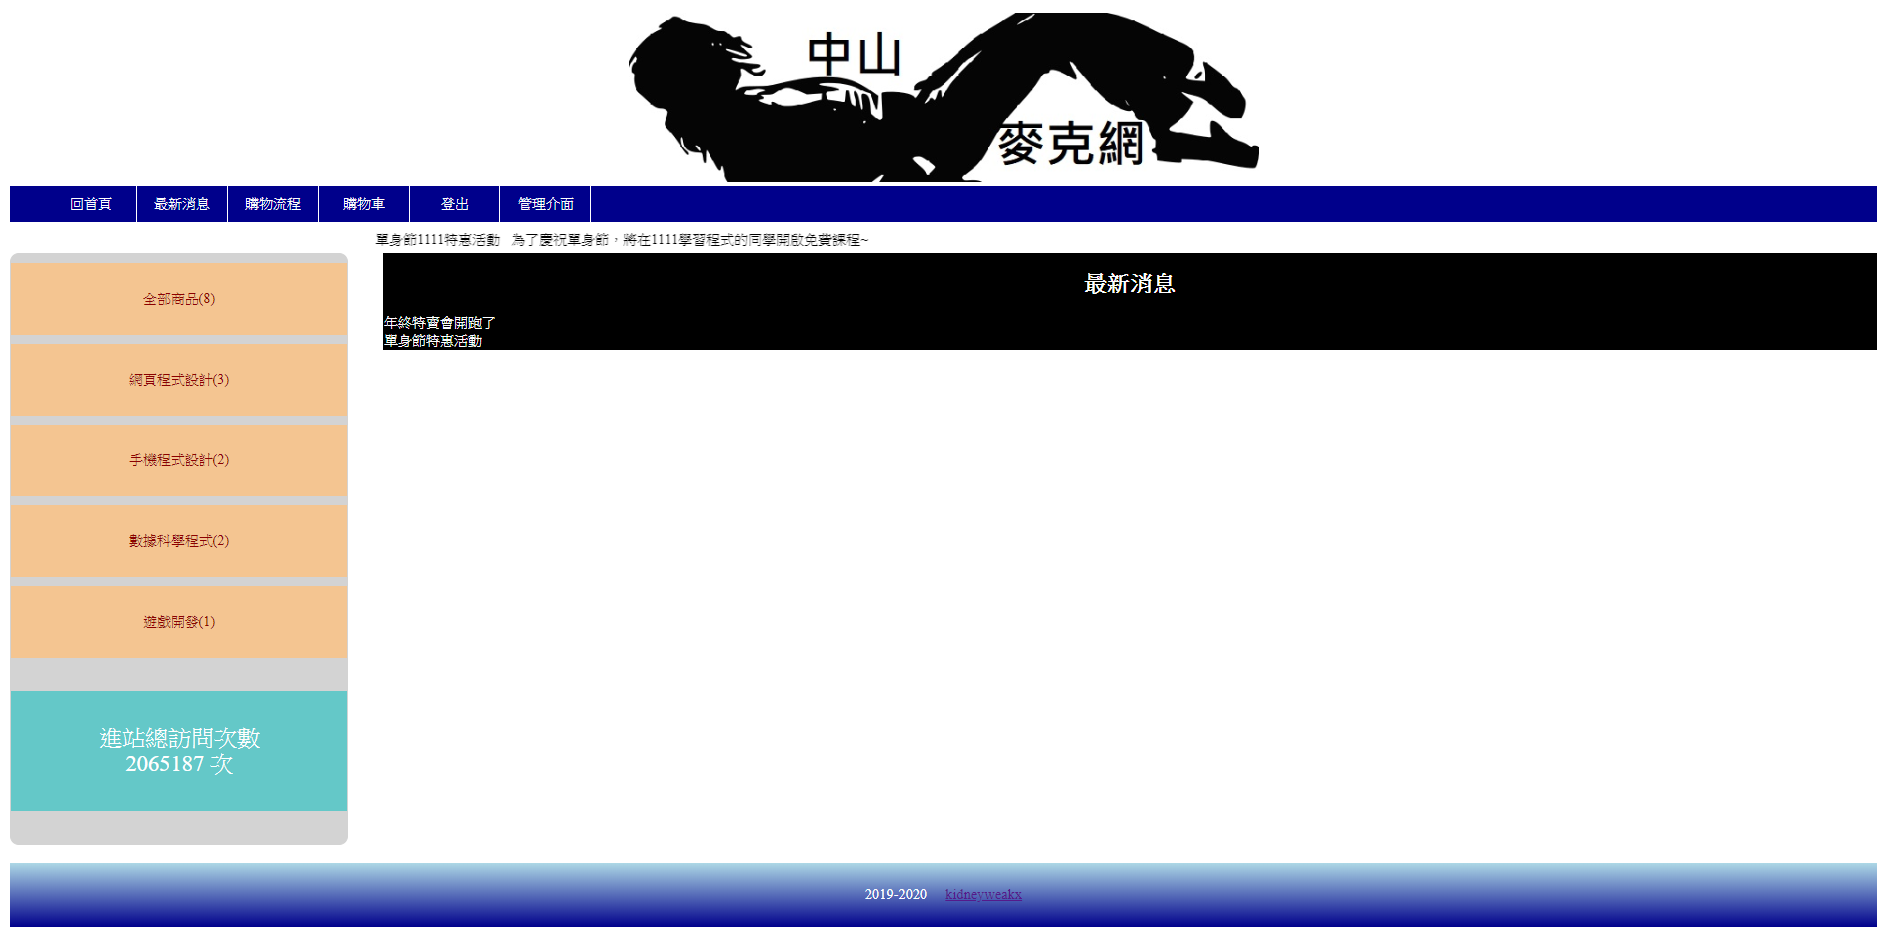 中山
麥克網
回首頁 最新消息 購物流程 購物車 登出 管理介面
單身節1111特惠活動 為了慶祝單身節，將在1111學習程式的同學開啟免費課程~
全部商品(8)
網頁程式設計(3)
手機程式設計(2)
數據科學程式(2)
遊戲開發(1)
進站總訪問次數
2065187 次
最新消息
年終特賣會開跑了
單身節特惠活動
2019-2020 kidneyweakx